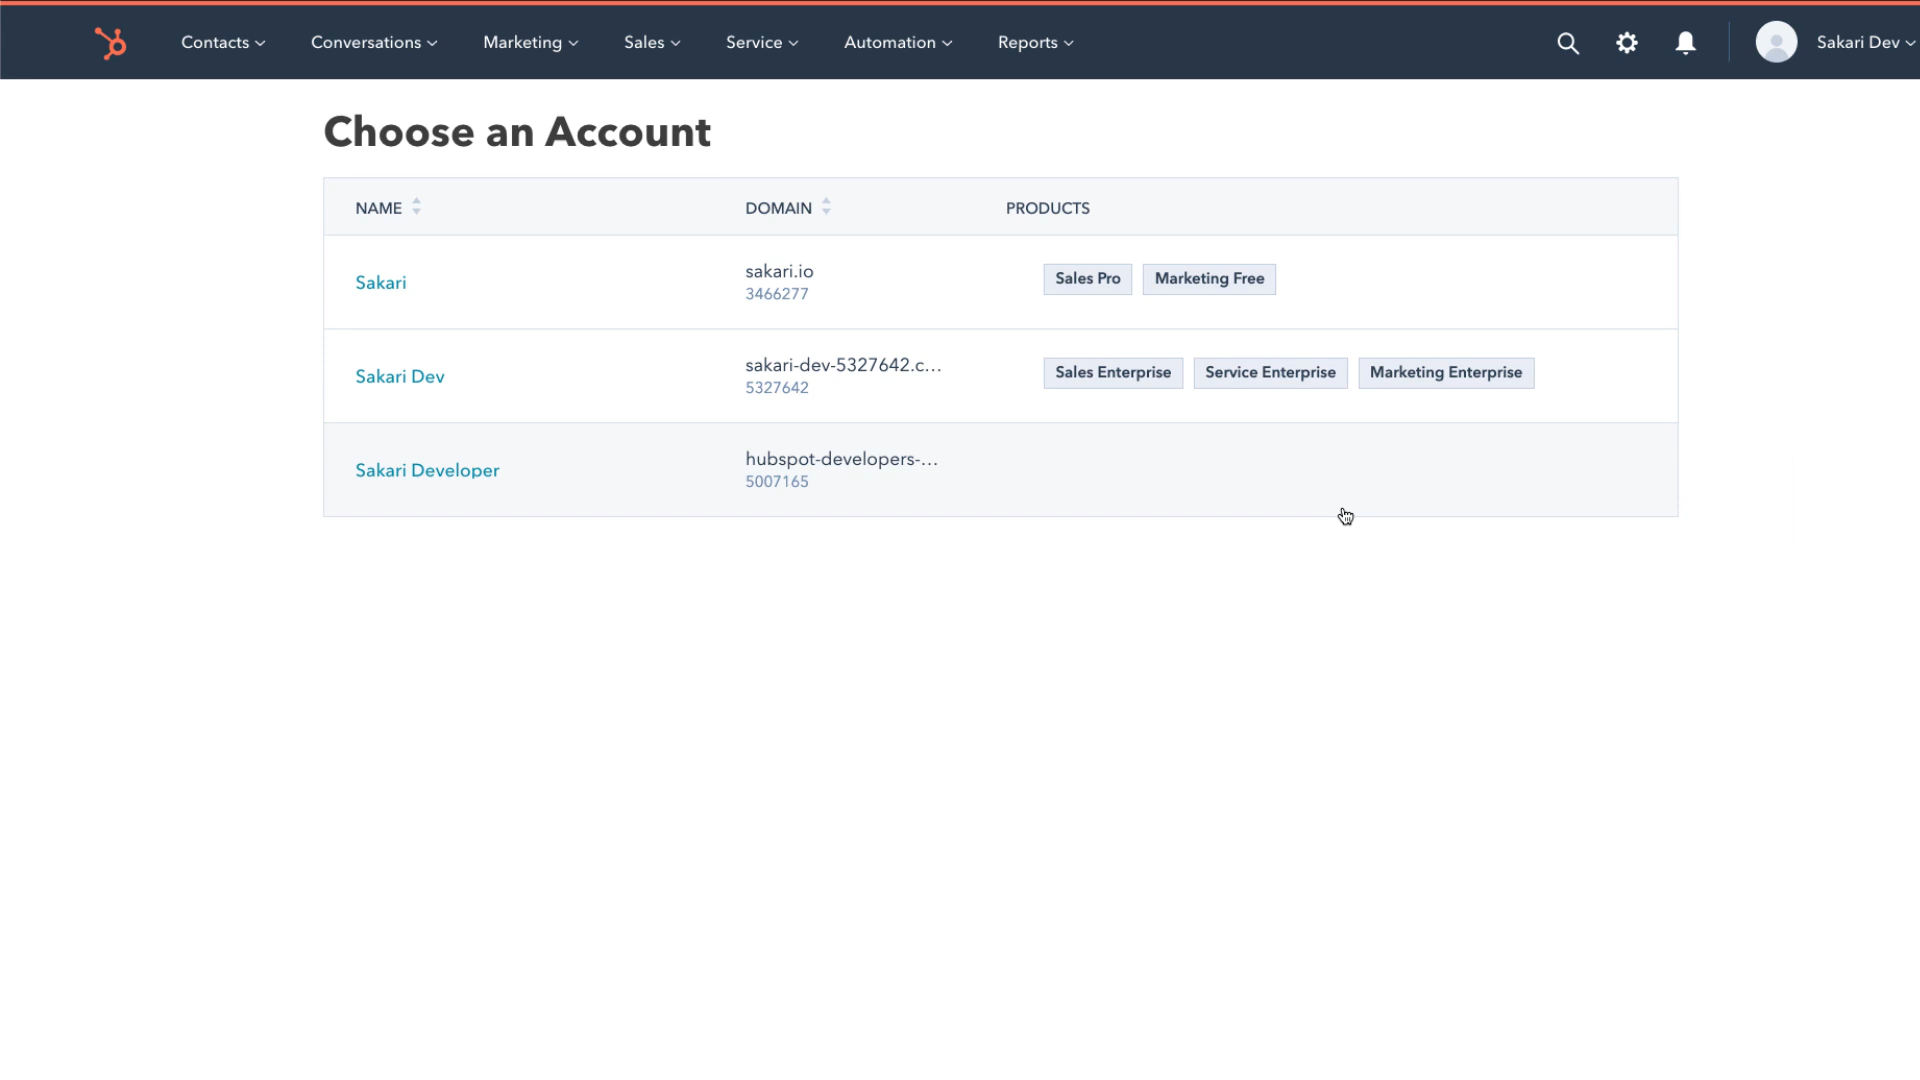 Contacts Conversations Marketing Sales Service Automation Reports Sakari Dev
Choose an Account
NAME DOMAIN PRODUCTS
Sakari sakari.io Sales Pro Marketing Free
3466277
Sakari Dev sakari-dev-5327642.c... Sales Enterprise Service Enterprise Marketing Enterprise
5327642
Sakari Developer hubspot-developers-...
5007165